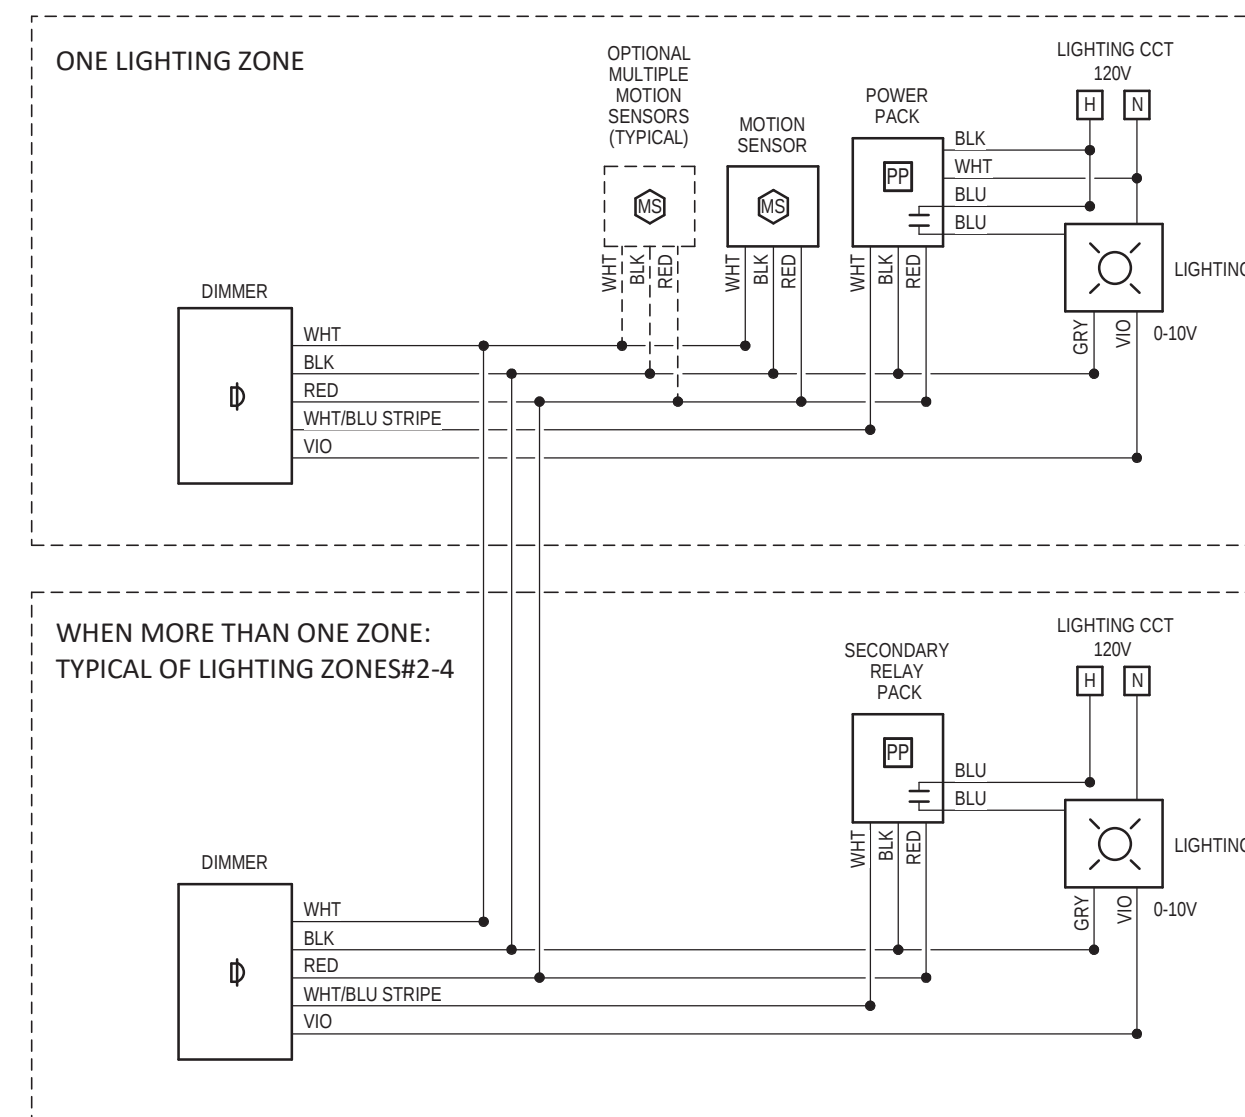 ONE LIGHTING ZONE
OPTIONAL
MULTIPLE
MOTION
SENSORS
(TYPICAL)
MOTION
SENSOR
POWER
PACK
LIGHTING CCT
120V
H N
BLK
WHT
BLU
BLU
PP
MS
MS
WHT BLK RED
WHT BLK RED
WHT BLK RED
LIGHTING
GRY VIO
0-10V
DIMMER
WHT
BLK
RED
WHT/BLU STRIPE
VIO
WHEN MORE THAN ONE ZONE:
TYPICAL OF LIGHTING ZONES#2-4
SECONDARY
RELAY
PACK
LIGHTING CCT
120V
H N
PP
BLU
BLU
WHT BLK RED
LIGHTING
GRY VIO
0-10V
DIMMER
WHT
BLK
RED
WHT/BLU STRIPE
VIO